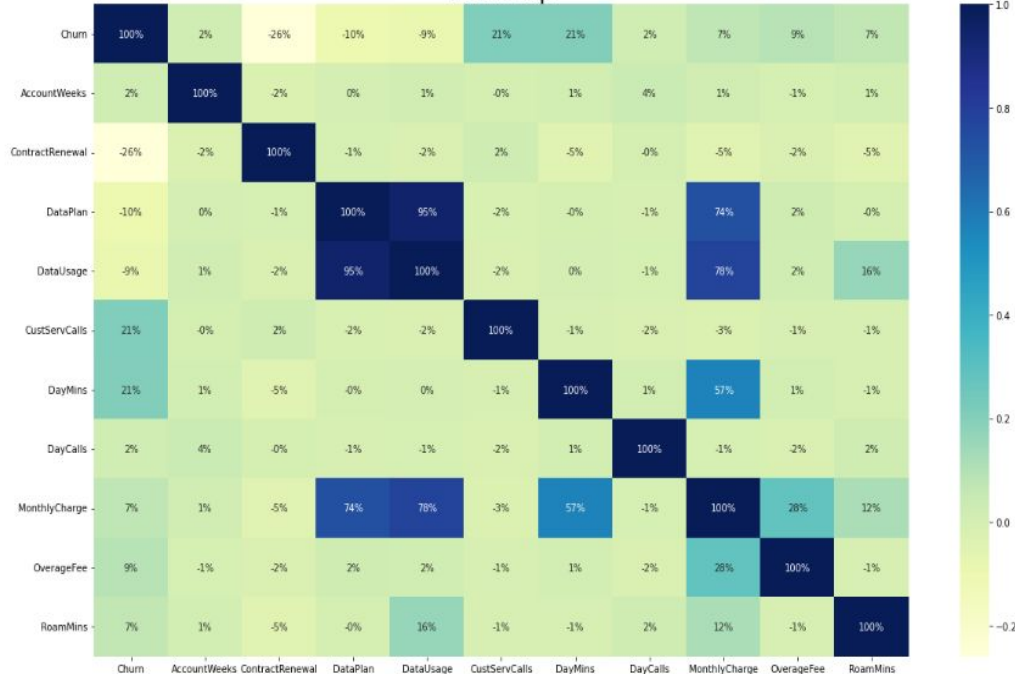 Churn 100% 2% -26% -10% -9% 21% 21% 2% 7% 9% 7%
AccountWeeks 2% 100% -2% 0% 1% -0% 1% 4% 1% -1% 1%
ContractRenewal -26% -2% 100% -1% -2% 2% -5% -0% -5% -2% -5%
DataPlan -10% 0% -1% 100% 95% -2% -0% -1% 74% 2% -0%
DataUsage -9% 1% -2% 95% 100% -2% 0% -1% 78% 2% 16%
CustServCalls 21% -0% 2% -2% -2% 100% -1% -2% -3% -1% -1%
DayMins 21% 1% -5% -0% 0% -1% 100% 1% 57% 1% -1%
DayCalls 2% 4% -0% -1% -1% -2% 1% 100% -1% -2% 2%
MonthlyCharge 7% 1% -5% 74% 78% -3% 57% -1% 100% 28% 12%
OverageFee 9% -1% -2% 2% 2% -1% 1% -2% 28% 100% -1%
RoamMins 7% 1% -5% -0% 16% -1% -1% 2% 12% -1% 100%
Churn AccountWeeks ContractRenewal DataPlan DataUsage CustServCalls DayMins DayCalls MonthlyCharge OverageFee RoamMins
1.0
0.8
0.6
0.4
0.2
0.0
-0.2